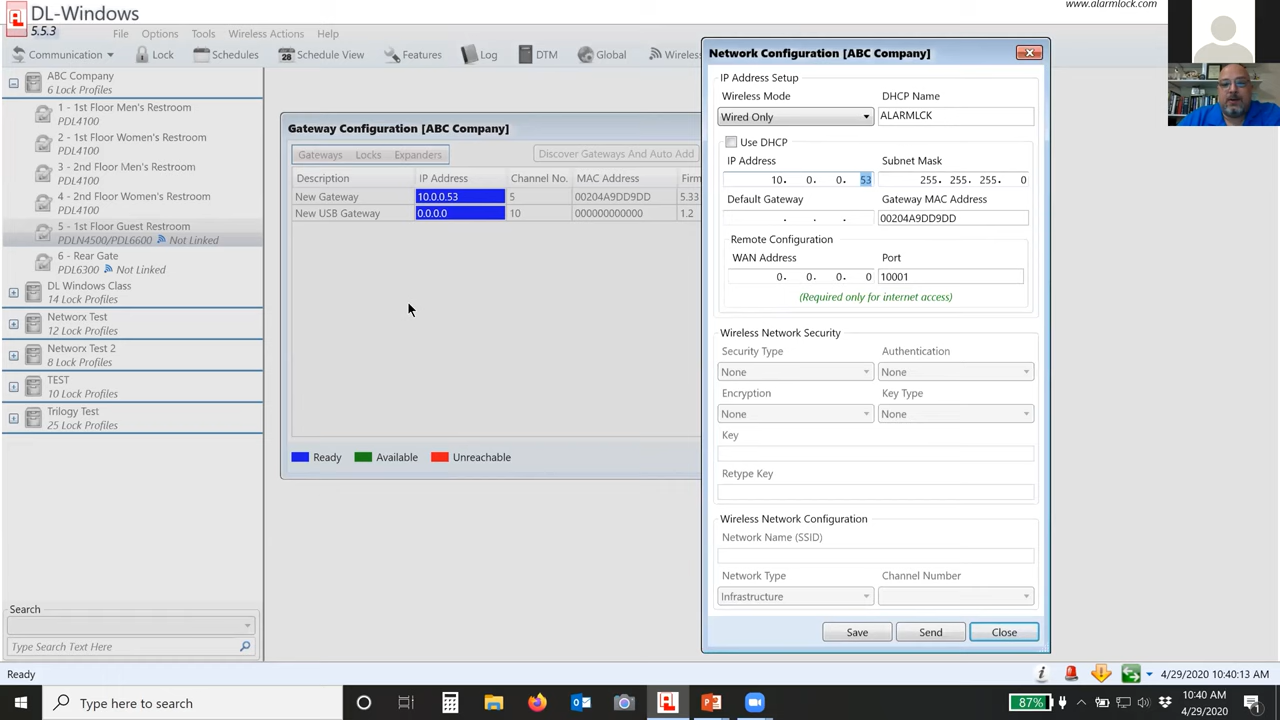 DL-Windows
5.5.3
www.alarmlock.com
File Options Tools Wireless Actions Help
Communication Lock Schedules 28 Schedule View Features Log DTM Global Wireless
ABC Company
6 Lock Profiles
1 - 1st Floor Men's Restroom
PDL4100
2 - 1st Floor Women's Restroom
PDL4100
3 - 2nd Floor Men's Restroom
PDL4100
4 - 2nd Floor Women's Restroom
PDL4100
5 - 1st Floor Guest Restroom
PDLN4500/PDL6600 Not Linked
6 - Rear Gate
PDL6300 Not Linked
DL Windows Class
14 Lock Profiles
Networx Test
12 Lock Profiles
Networx Test 2
8 Lock Profiles
TEST
10 Lock Profiles
Trilogy Test
25 Lock Profiles
Search
Type Search Text Here
Gateway Configuration [ABC Company]
Gateways Locks Expanders Discover Gateways And Auto Add
Description IP Address Channel No. MAC Address Firm
New Gateway 10.0.0.53 5 00204A9DD9DD 5.33
New USB Gateway 0.0.0.0 10 000000000000 1.2
Ready Available Unreachable
Network Configuration [ABC Company]
IP Address Setup
Wireless Mode DHCP Name
Wired Only ALARMLCK
Use DHCP
IP Address Subnet Mask
10. 0. 0. 53 255. 255. 255. 0
Default Gateway Gateway MAC Address
. . . 00204A9DD9DD
Remote Configuration
WAN Address Port
0. 0. 0. 0 10001
(Required only for internet access)
Wireless Network Security
Security Type Authentication
None None
Encryption Key Type
None None
Key
Retype Key
Wireless Network Configuration
Network Name (SSID)
Network Type Channel Number
Infrastructure
Save Send Close
Ready 4/29/2020 10:40:13 AM
Type here to search 87% 10:40 AM
4/29/2020 1